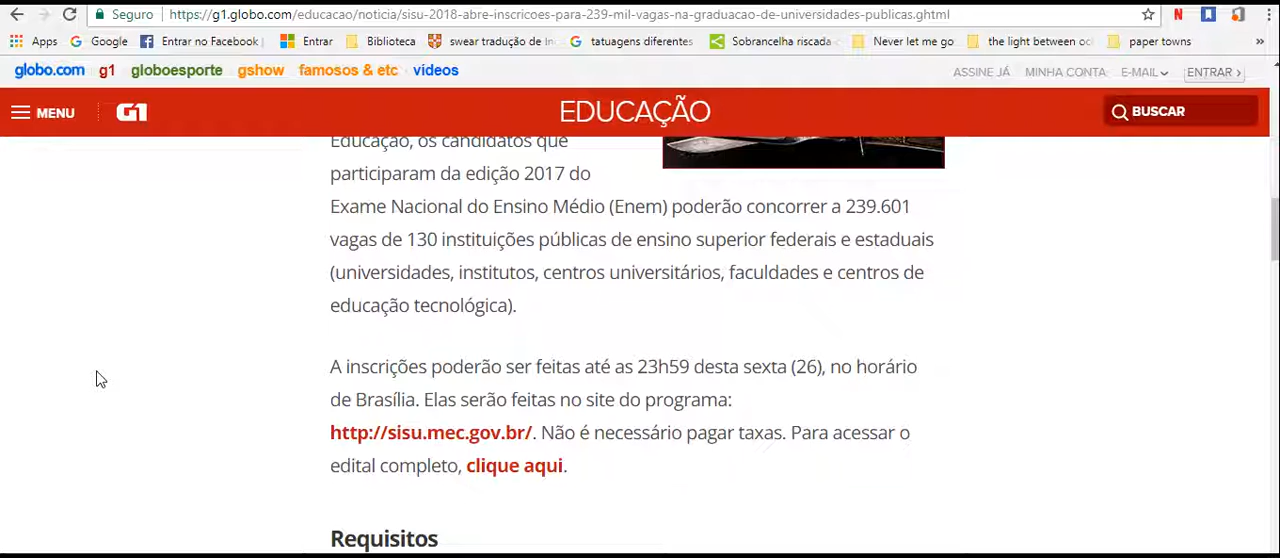 Seguro https://g1.globo.com/educacao/noticia/sisu-2018-abre-inscricoes-para-239-mil-vagas-na-graduacao-de-universidades-publicas.ghtml N
Apps G Google Entrar no Facebook Entrar Biblioteca swear tradução de In G tatuagens diferentes Sobrancelha riscada Never let me go the light between oc paper towns »
globo.com g1 globoesporte gshow famosos & etc vídeos ASSINE JÁ MINHA CONTA E-MAIL ENTRAR ›
MENU G1 EDUCAÇÃO BUSCAR
Educação, os candidatos que
participaram da edição 2017 do
Exame Nacional do Ensino Médio (Enem) poderão concorrer a 239.601
vagas de 130 instituições públicas de ensino superior federais e estaduais
(universidades, institutos, centros universitários, faculdades e centros de
educação tecnológica).
A inscrições poderão ser feitas até as 23h59 desta sexta (26), no horário
de Brasília. Elas serão feitas no site do programa:
http://sisu.mec.gov.br/. Não é necessário pagar taxas. Para acessar o
edital completo, clique aqui.
Requisitos